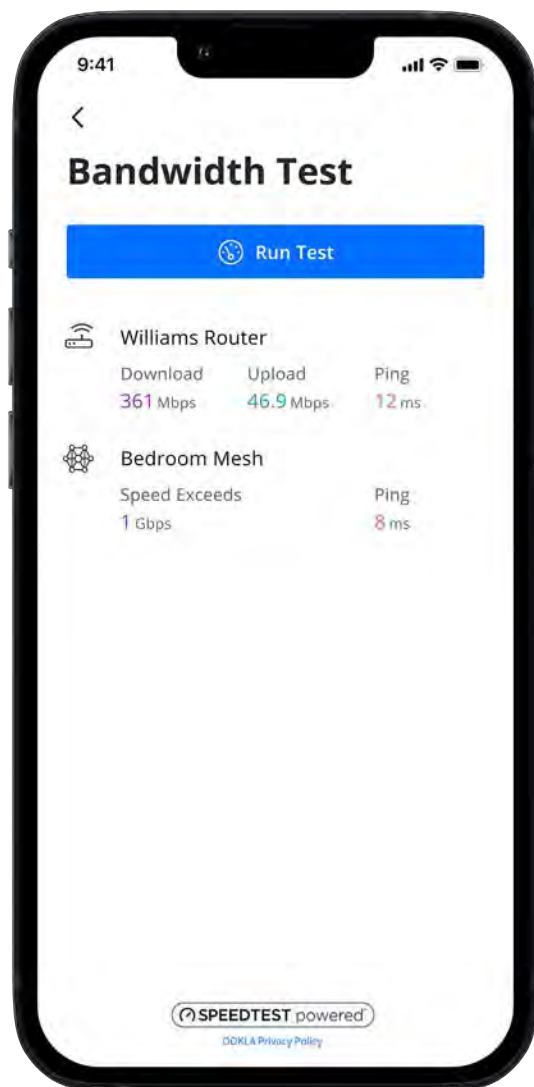 9:41
Bandwidth Test
Run Test
Williams Router
Download Upload Ping
361 Mbps 46.9 Mbps 12 ms
Bedroom Mesh
Speed Exceeds Ping
1 Gbps 8 ms
SPEEDTEST powered
OOKLA Privacy Policy